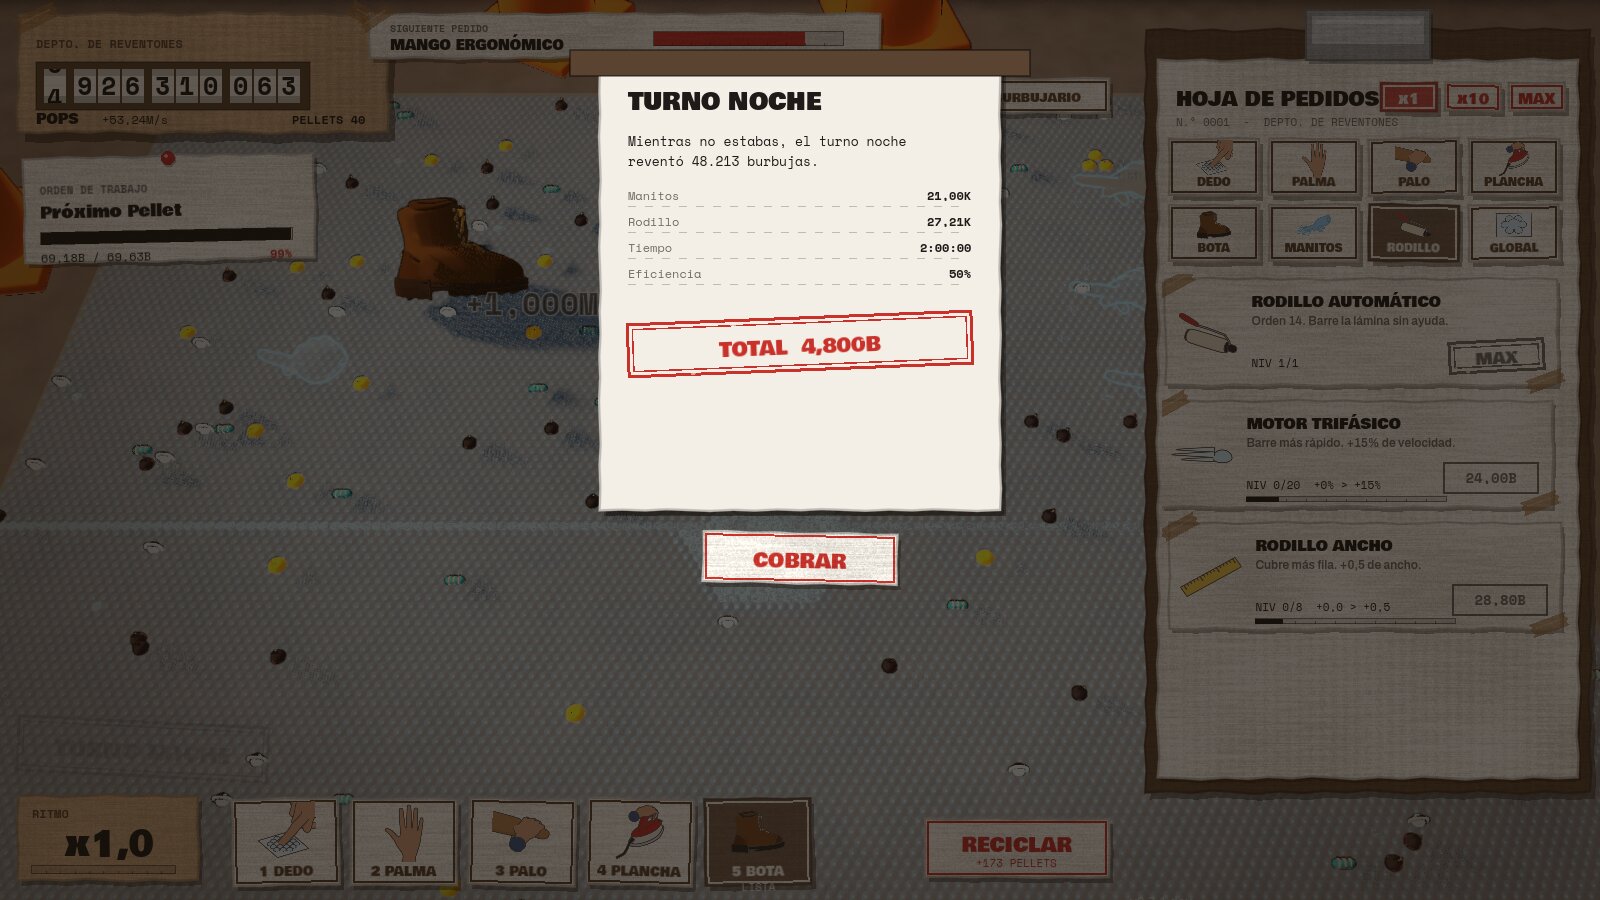 DEPTO. DE REVENTONES
926 310 063
POPS +53,24M/s PELLETS 40
SIGUIENTE PEDIDO
MANGO ERGONÓMICO
ORDEN DE TRABAJO
Próximo Pellet
69,18B / 69,63B 99%
+1,000M
TURNO NOCHE
Mientras no estabas, el turno noche
reventó 48.213 burbujas.
Manitos 21,00K
Rodillo 27,21K
Tiempo 2:00:00
Eficiencia 50%
TOTAL 4,800B
COBRAR
HOJA DE PEDIDOS x1 x10 MAX
N.° 0001 - DEPTO. DE REVENTONES
DEDO PALMA PALO PLANCHA
BOTA MANITOS RODILLO GLOBAL
RODILLO AUTOMÁTICO
Orden 14. Barre la lámina sin ayuda.
NIV 1/1 MAX
MOTOR TRIFÁSICO
Barre más rápido. +15% de velocidad.
NIV 0/20 +0% > +15% 24,00B
RODILLO ANCHO
Cubre más fila. +0,5 de ancho.
NIV 0/8 +0,0 > +0,5 28,80B
RITMO
x1,0
1 DEDO 2 PALMA 3 PALO 4 PLANCHA 5 BOTA
LISTA
RECICLAR
+173 PELLETS